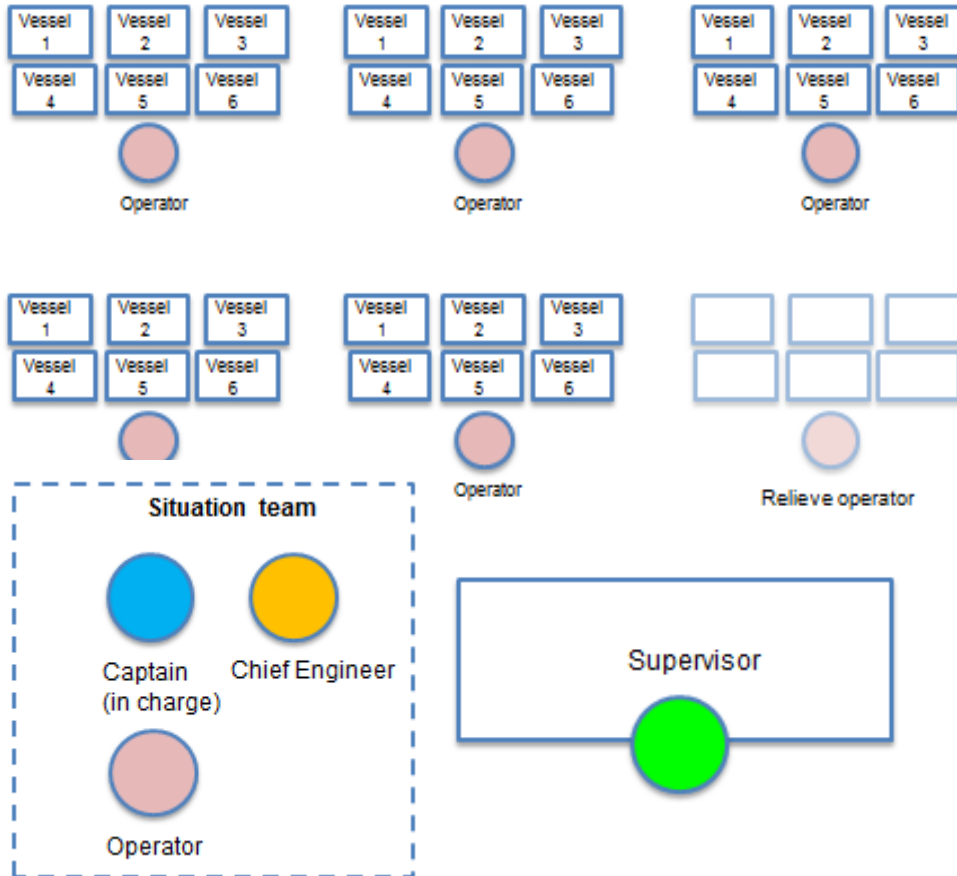 Vessel 1
Vessel 2
Vessel 3
Vessel 4
Vessel 5
Vessel 6
Operator
Vessel 1
Vessel 2
Vessel 3
Vessel 4
Vessel 5
Vessel 6
Operator
Vessel 1
Vessel 2
Vessel 3
Vessel 4
Vessel 5
Vessel 6
Operator
Vessel 1
Vessel 2
Vessel 3
Vessel 4
Vessel 5
Vessel 6
Vessel 1
Vessel 2
Vessel 3
Vessel 4
Vessel 5
Vessel 6
Operator
Relieve operator
Situation team
Captain
(in charge)
Chief Engineer
Operator
Supervisor